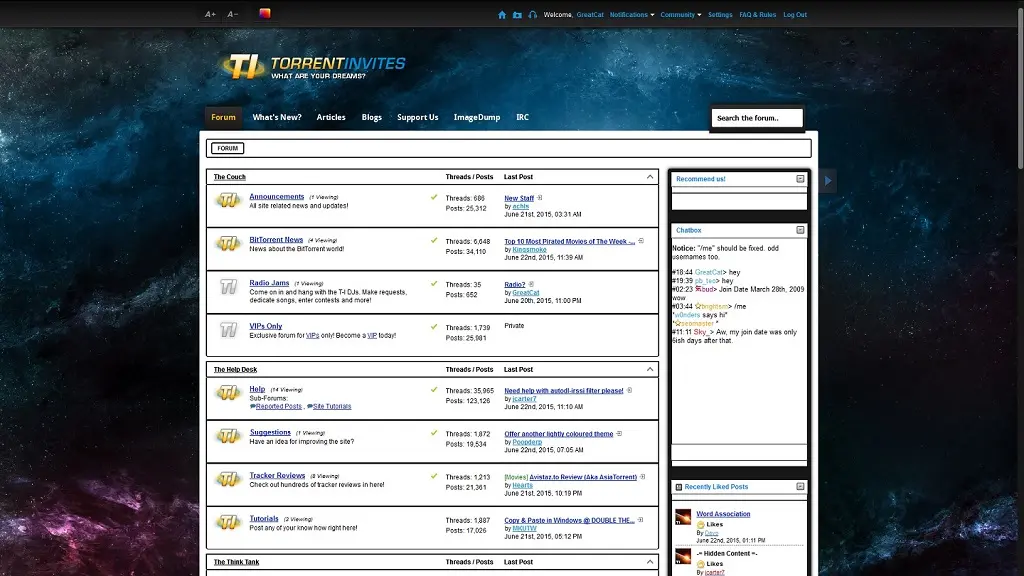 A+ A−
Welcome, GreatCat Notifications Community Settings FAQ & Rules Log Out
TI TORRENTINVITES
WHAT ARE YOUR DREAMS?
Forum What's New? Articles Blogs Support Us ImageDump IRC
Search the forum..
FORUM
The Couch Threads / Posts Last Post
Announcements (1 Viewing)
All site related news and updates!
Threads: 686
Posts: 25,312
New Staff
by achis
June 21st, 2015, 03:31 AM
BitTorrent News (4 Viewing)
News about the BitTorrent world!
Threads: 6,648
Posts: 34,110
Top 10 Most Pirated Movies of The Week -...
by Kingsmoke
June 22nd, 2015, 11:39 AM
Radio Jams (1 Viewing)
Come on in and hang with the T-I DJs. Make requests,
dedicate songs, enter contests and more!
Threads: 35
Posts: 652
Radio?
by GreatCat
June 20th, 2015, 11:00 PM
VIPs Only
Exclusive forum for VIPs only! Become a VIP today!
Threads: 1,739
Posts: 25,981
Private
The Help Desk Threads / Posts Last Post
Help (14 Viewing)
Sub-Forums:
Reported Posts , Site Tutorials
Threads: 35,965
Posts: 123,126
Need help with autodl-irssi filter please!
by jcarter7
June 22nd, 2015, 11:10 AM
Suggestions (1 Viewing)
Have an idea for improving the site?
Threads: 1,872
Posts: 19,534
Offer another lightly coloured theme
by Poopderp
June 22nd, 2015, 07:05 AM
Tracker Reviews (8 Viewing)
Check out hundreds of tracker reviews in here!
Threads: 1,213
Posts: 21,361
[Movies] Avistaz.to Review (Aka AsiaTorrent)
by Hearts
June 21st, 2015, 10:19 PM
Tutorials (2 Viewing)
Post any of your know how right here!
Threads: 1,887
Posts: 17,026
Copy & Paste in Windows @ DOUBLE THE...
by MKUTW
June 21st, 2015, 05:12 PM
The Think Tank Threads / Posts Last Post
Recommend us!
Chatbox
Notice: "/me" should be fixed. odd
usernames too.
#18:44 GreatCat> hey
#19:39 pb_tec> hey
#02:23 bud> Join Date March 28th, 2009
wow
#03:44 brightsm> /me
*w0nders says hi*
*seamaster *
#11:11 Sky_> Aw, my join date was only
6ish days after that.
Recently Liked Posts
Word Association
Likes
By
June 22nd, 2015, 01:11 PM
-= Hidden Content =-
Likes
By jcarter7